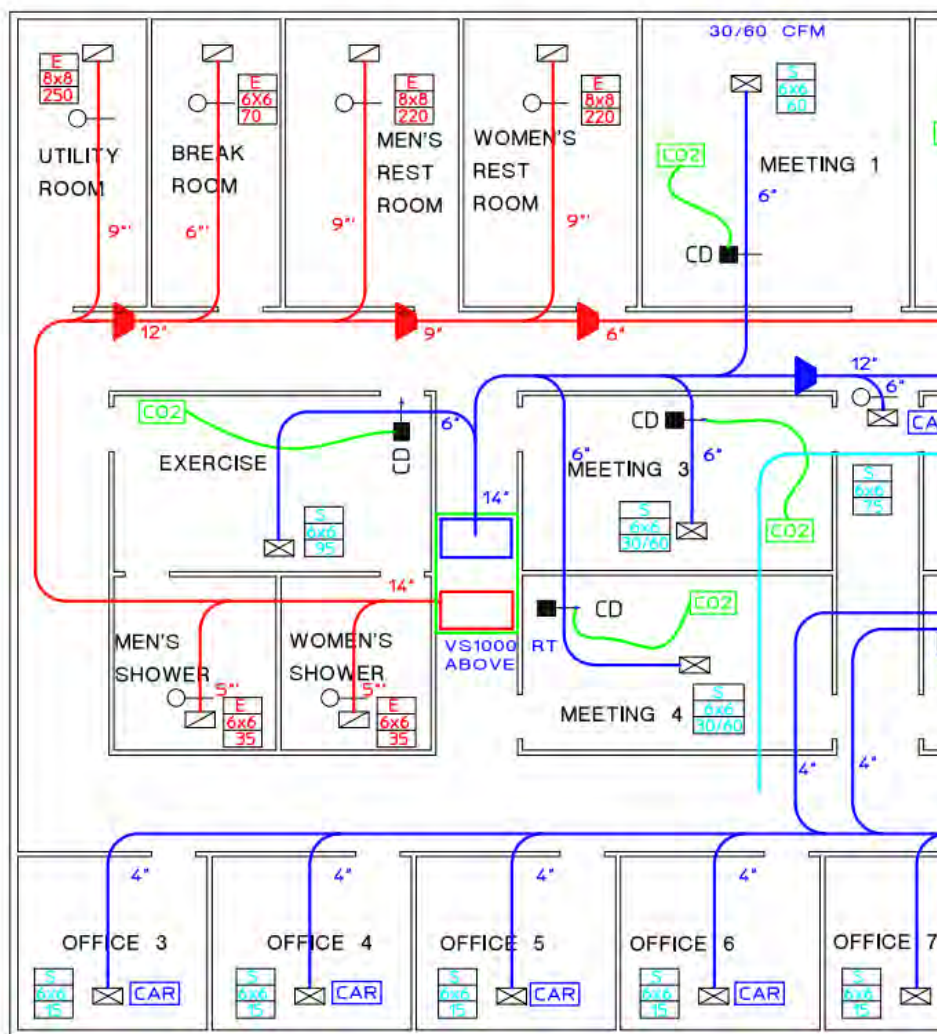 30/60 CFM
E
8x8
250
E
6X6
70
E
8x8
220
E
8x8
220
S
6x6
60
UTILITY
ROOM
BREAK
ROOM
MEN'S
REST
ROOM
WOMEN'S
REST
ROOM
CO2
MEETING 1
6"
9"'
6"'
9"'
9"'
CD
12"
9"
6"
12"
6"
CO2
6"
CD
CAR
EXERCISE
CD
6"
MEETING 3
6"
S
6x6
75
14"
S
6x6
95
S
6x6
30/60
CO2
14"
CD
CO2
MEN'S
SHOWER
WOMEN'S
SHOWER
VS1000 RT
ABOVE
5"'
5"'
E
6x6
35
E
6x6
35
S
6x6
30/60
MEETING 4
4"
4"
4"
4"
4"
4"
OFFICE 3
OFFICE 4
OFFICE 5
OFFICE 6
OFFICE 7
S
6x6
15
CAR
S
6x6
15
CAR
S
6x6
15
CAR
S
6x6
15
CAR
S
6x6
15